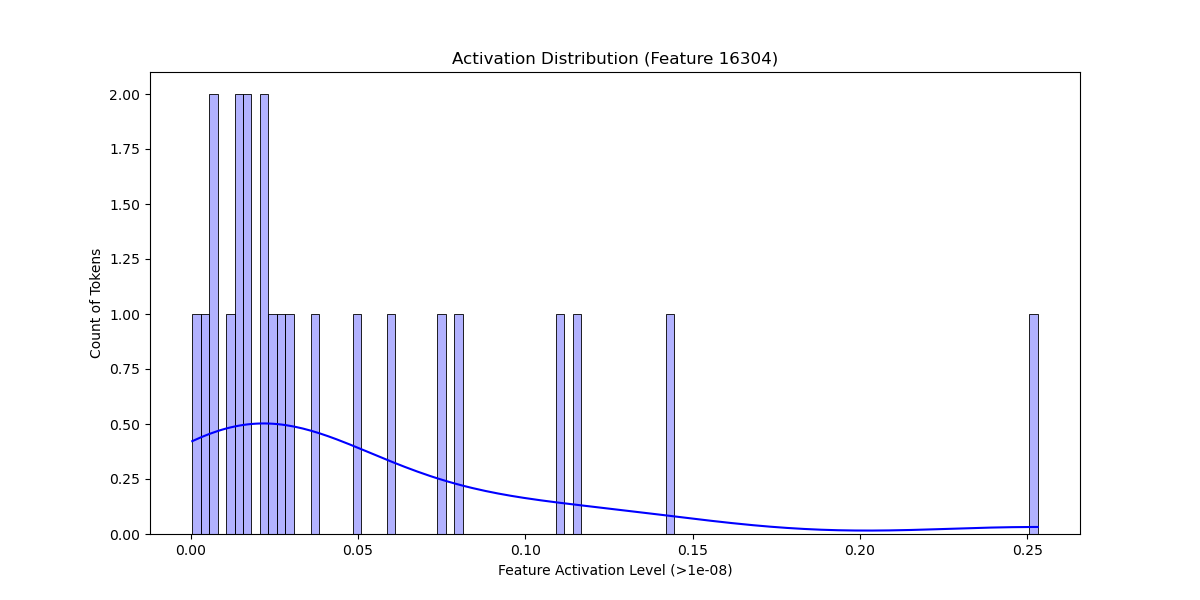 Activation Distribution (Feature 16304)
2.00
1.75
1.50
1.25
1.00
0.75
0.50
0.25
0.00
Count of Tokens
0.00 0.05 0.10 0.15 0.20 0.25
Feature Activation Level (>1e-08)